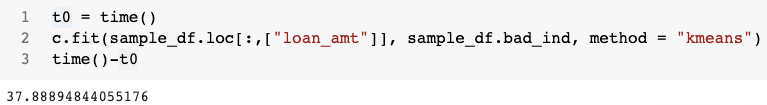 1 t0 = time()
2 c.fit(sample_df.loc[:,["loan_amt"]], sample_df.bad_ind, method = "kmeans")
3 time()-t0
37.88894844055176